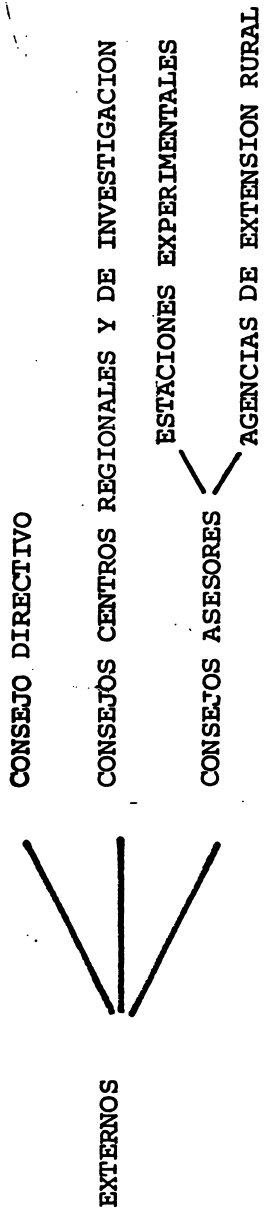 CONSEJO DIRECTIVO
EXTERNOS
CONSEJOS CENTROS REGIONALES Y DE INVESTIGACION
CONSEJOS ASESORES
ESTACIONES EXPERIMENTALES
AGENCIAS DE EXTENSION RURAL